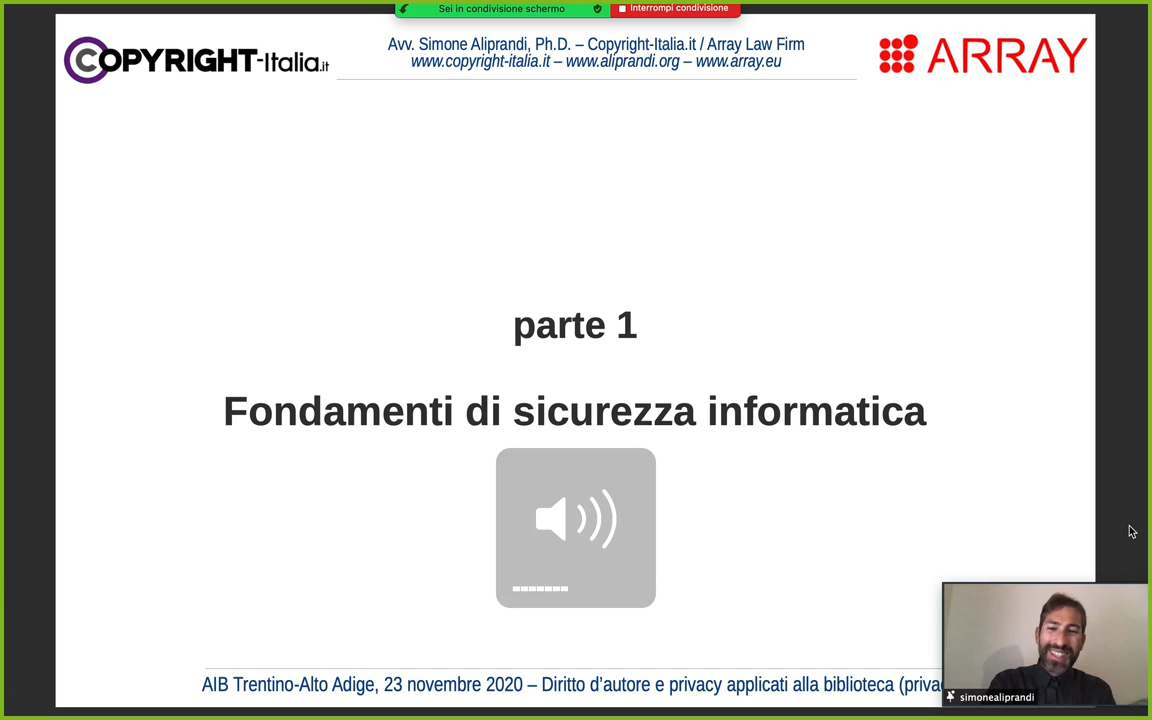 Sei in condivisione schermo
Interrompi condivisione
COPYRIGHT-Italia.it
Avv. Simone Aliprandi, Ph.D. – Copyright-Italia.it / Array Law Firm
www.copyright-italia.it – www.aliprandi.org – www.array.eu
ARRAY
parte 1
Fondamenti di sicurezza informatica
AIB Trentino-Alto Adige, 23 novembre 2020 – Diritto d’autore e privacy applicati alla biblioteca (priva
simonealiprandi